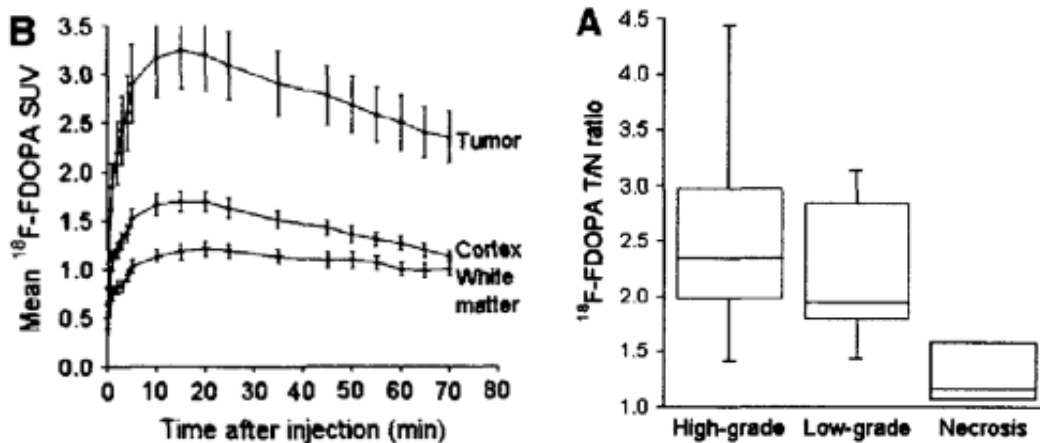 B
Mean ¹⁸F-FDOPA SUV
3.5
3.0
2.5
2.0
1.5
1.0
0.5
0.0
Tumor
Cortex
White
matter
0 10 20 30 40 50 60 70 80
Time after injection (min)
A
¹⁸F-FDOPA T/N ratio
4.5
4.0
3.5
3.0
2.5
2.0
1.5
1.0
High-grade Low-grade Necrosis